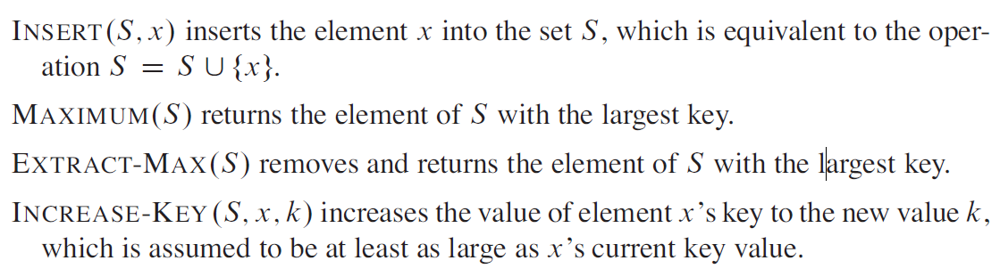 INSERT(S, x) inserts the element x into the set S, which is equivalent to the oper-
ation S = S ∪ {x}.
MAXIMUM(S) returns the element of S with the largest key.
EXTRACT-MAX(S) removes and returns the element of S with the largest key.
INCREASE-KEY(S, x, k) increases the value of element x’s key to the new value k,
which is assumed to be at least as large as x’s current key value.